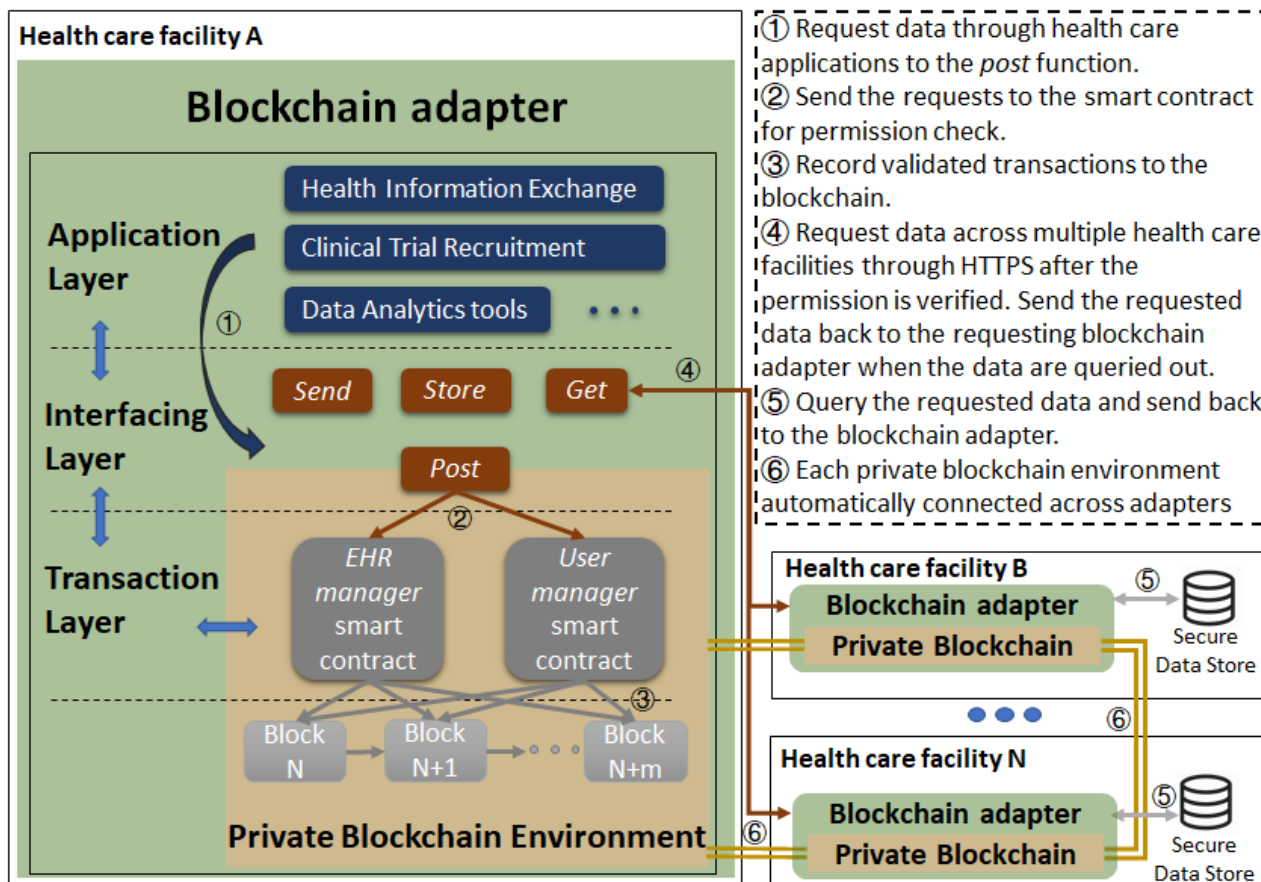 Health care facility A
Blockchain adapter
Application
Layer
Health Information Exchange
Clinical Trial Recruitment
Data Analytics tools
①
Interfacing
Layer
Send
Store
Get
④
Post
②
Transaction
Layer
EHR
manager
smart
contract
User
manager
smart
contract
③
Block
N
Block
N+1
Block
N+m
Private Blockchain Environment
① Request data through health care
applications to the post function.
② Send the requests to the smart contract
for permission check.
③ Record validated transactions to the
blockchain.
④ Request data across multiple health care
facilities through HTTPS after the
permission is verified. Send the requested
data back to the requesting blockchain
adapter when the data are queried out.
⑤ Query the requested data and send back
to the blockchain adapter.
⑥ Each private blockchain environment
automatically connected across adapters
Health care facility B
Blockchain adapter
Private Blockchain
⑤
Secure
Data Store
⑥
Health care facility N
Blockchain adapter
Private Blockchain
⑤
Secure
Data Store
⑥